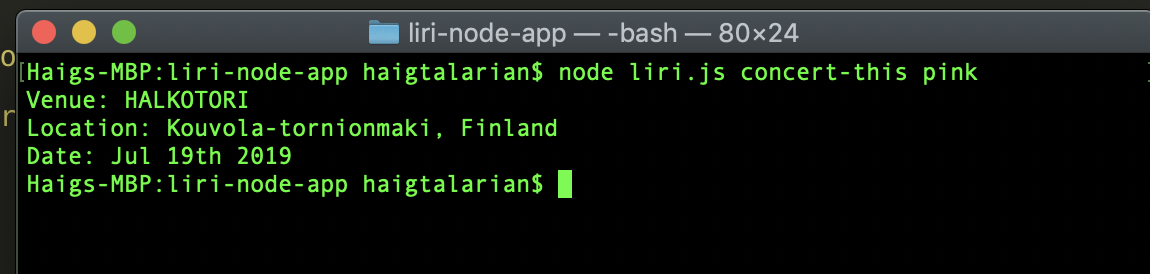 liri-node-app — -bash — 80×24
Haigs-MBP:liri-node-app haigtalarian$ node liri.js concert-this pink
Venue: HALKOTORI
Location: Kouvola-tornionmaki, Finland
Date: Jul 19th 2019
Haigs-MBP:liri-node-app haigtalarian$